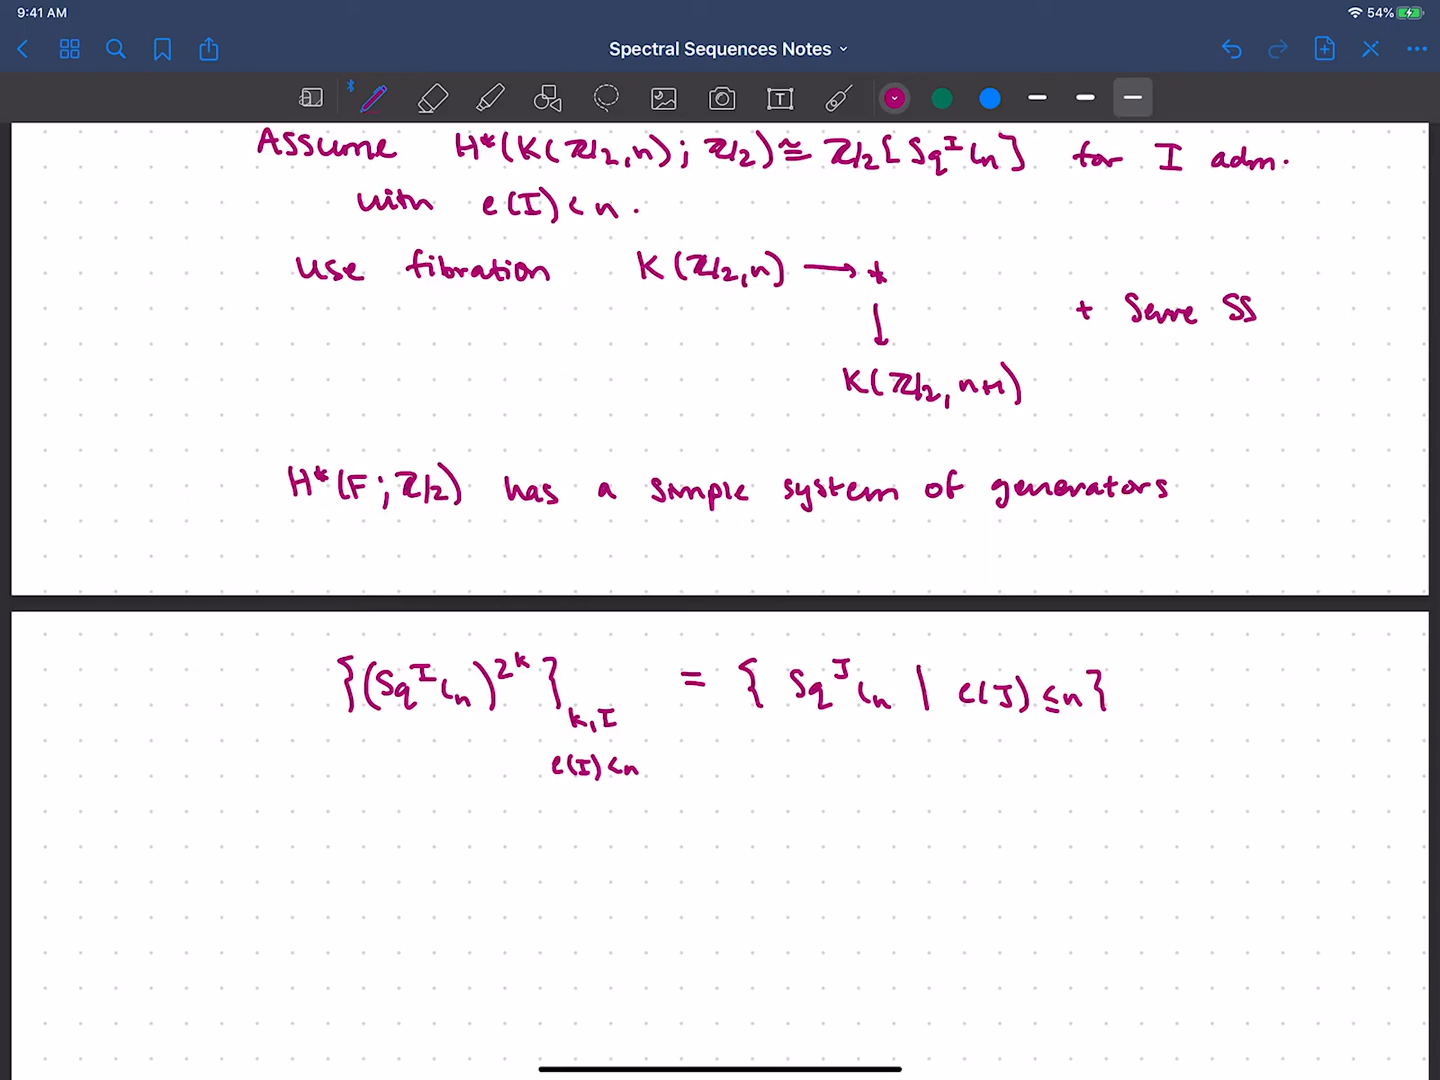 9:41 AM
54%
Spectral Sequences Notes
Assume H*(K(ℤ/2,n); ℤ/2) ≅ ℤ/2[Sq^I ι_n] for I adm.
with e(I) < n.
Use fibration K(ℤ/2,n) → *
+ Serre SS
↓
K(ℤ/2, n+1)
H*(F; ℤ/2) has a simple system of generators
{(Sq^I ι_n)^{2^k}}_{k,I} = { Sq^J ι_n | e(J) ≤ n}
e(I) < n